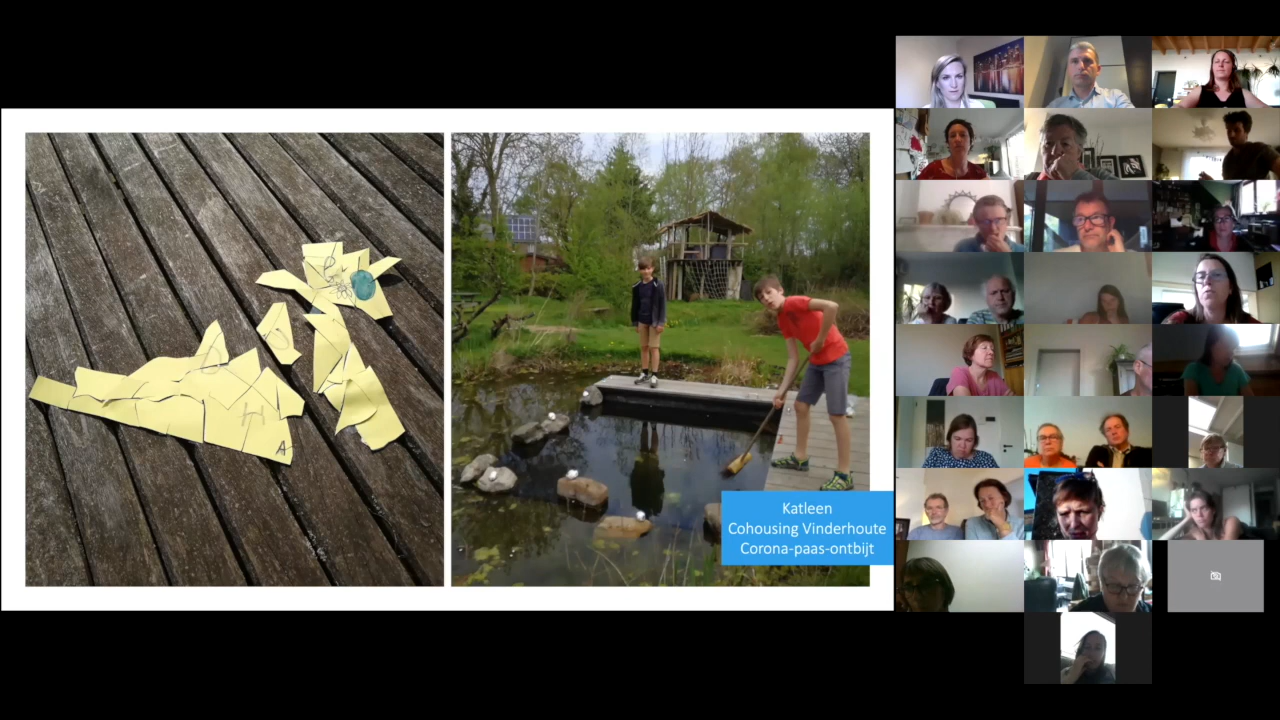 H
A
Katleen
Cohousing Vinderhoute
Corona-paas-ontbijt